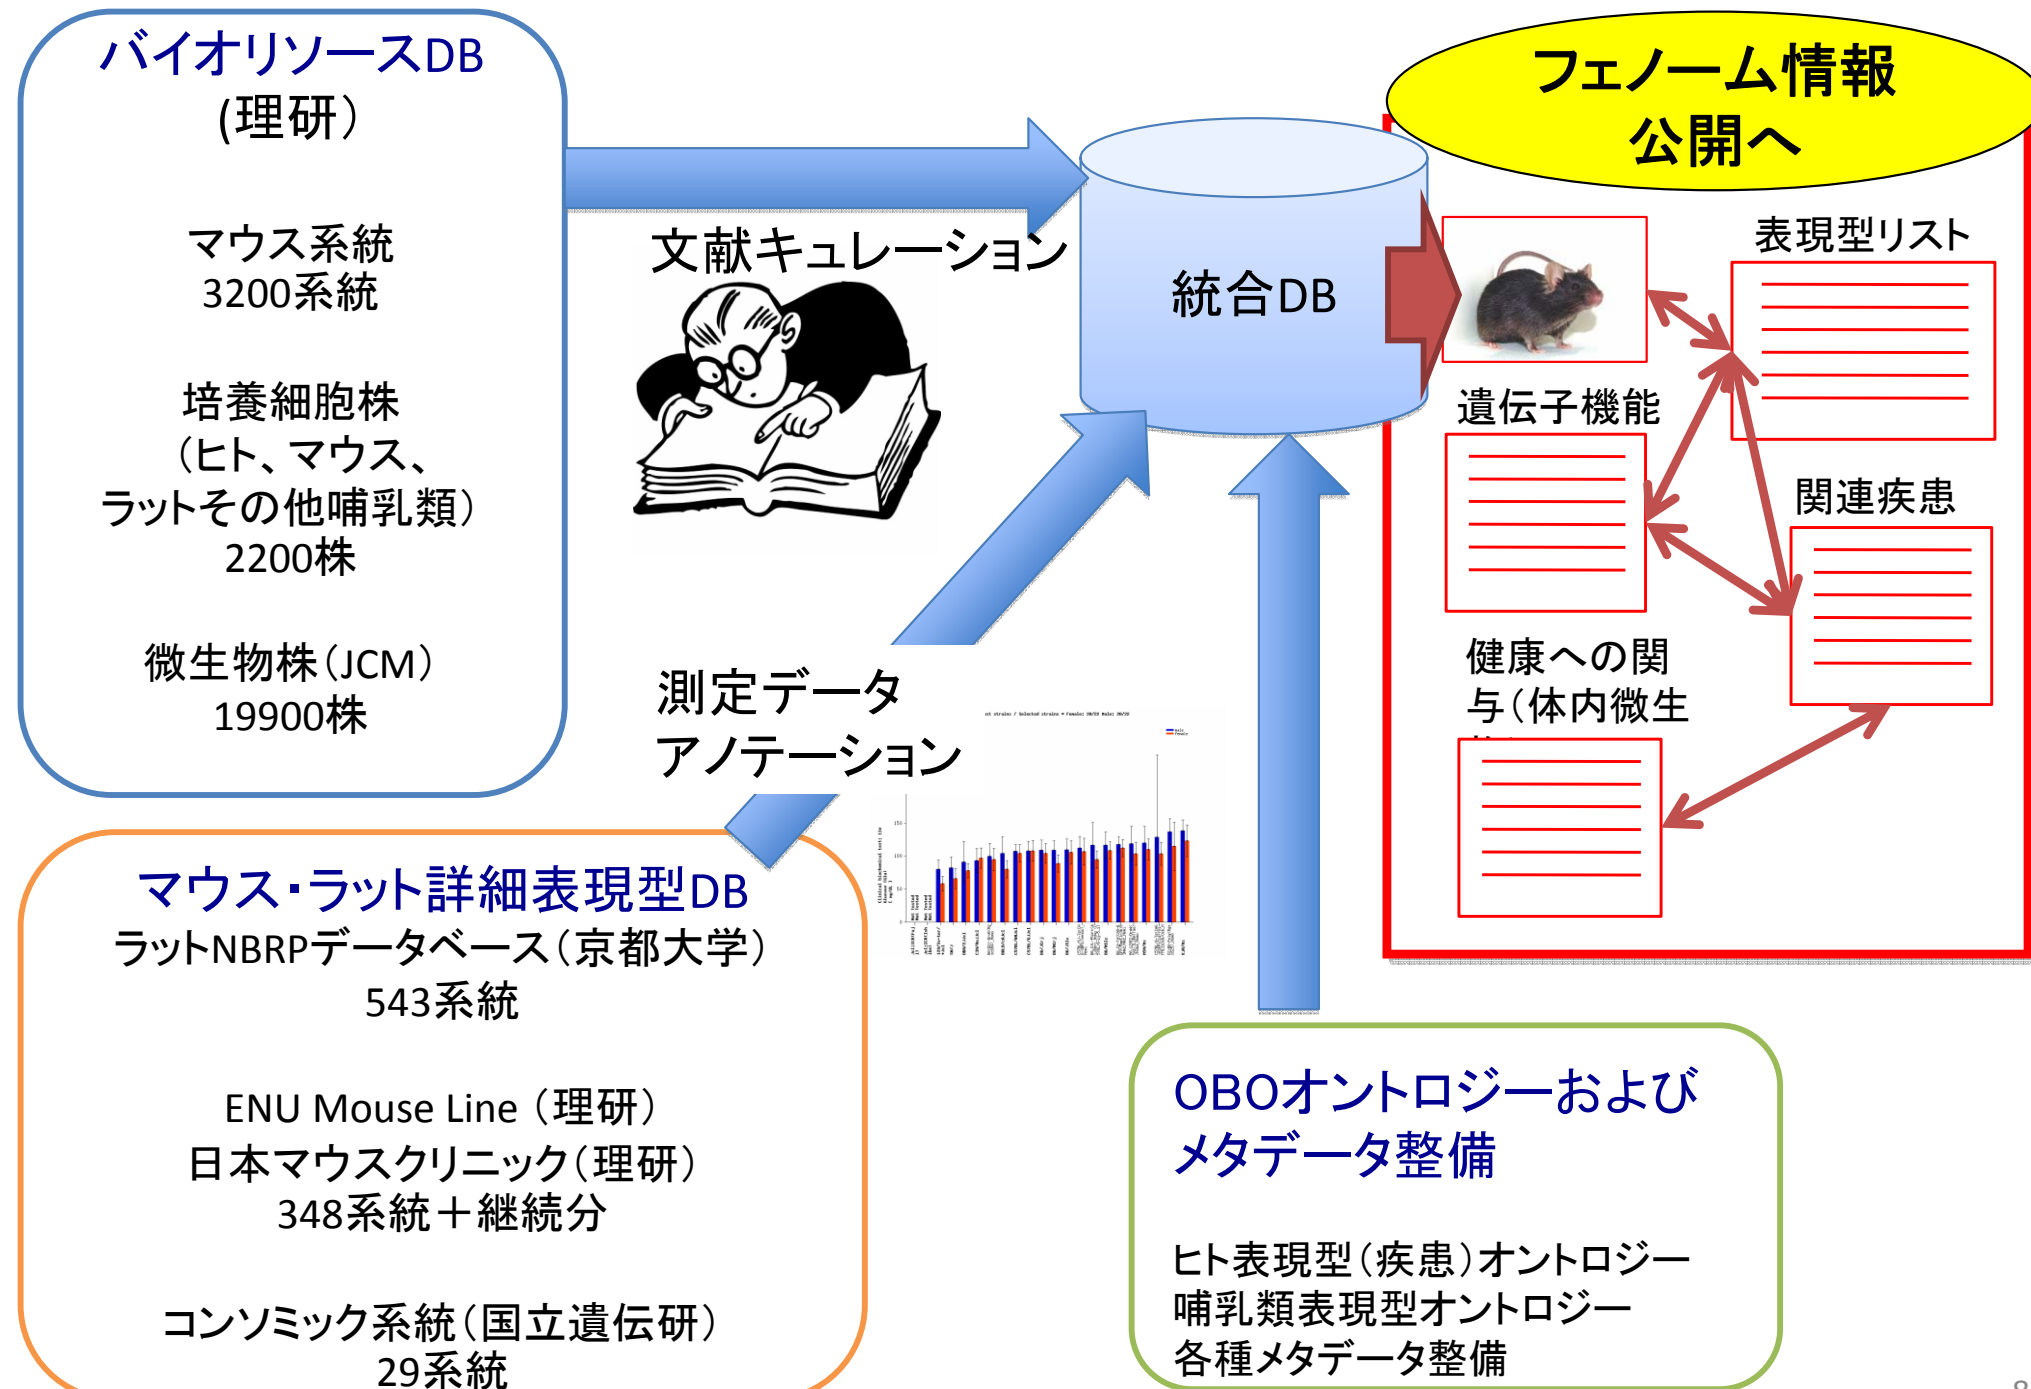 バイオリソースDB
(理研）
マウス系統
3200系統
培養細胞株
（ヒト、マウス、
ラットその他哺乳類）
2200株
微生物株（JCM）
19900株
文献キュレーション
統合DB
フェノーム情報
公開へ
表現型リスト
遺伝子機能
関連疾患
健康への関
与（体内微生
測定データ
アノテーション
male
female
150
100
50
0
マウス・ラット詳細表現型DB
ラットNBRPデータベース（京都大学）
543系統
ENU Mouse Line（理研）
日本マウスクリニック（理研）
348系統＋継続分
コンソミック系統（国立遺伝研）
29系統
OBOオントロジーおよび
メタデータ整備
ヒト表現型（疾患）オントロジー
哺乳類表現型オントロジー
各種メタデータ整備